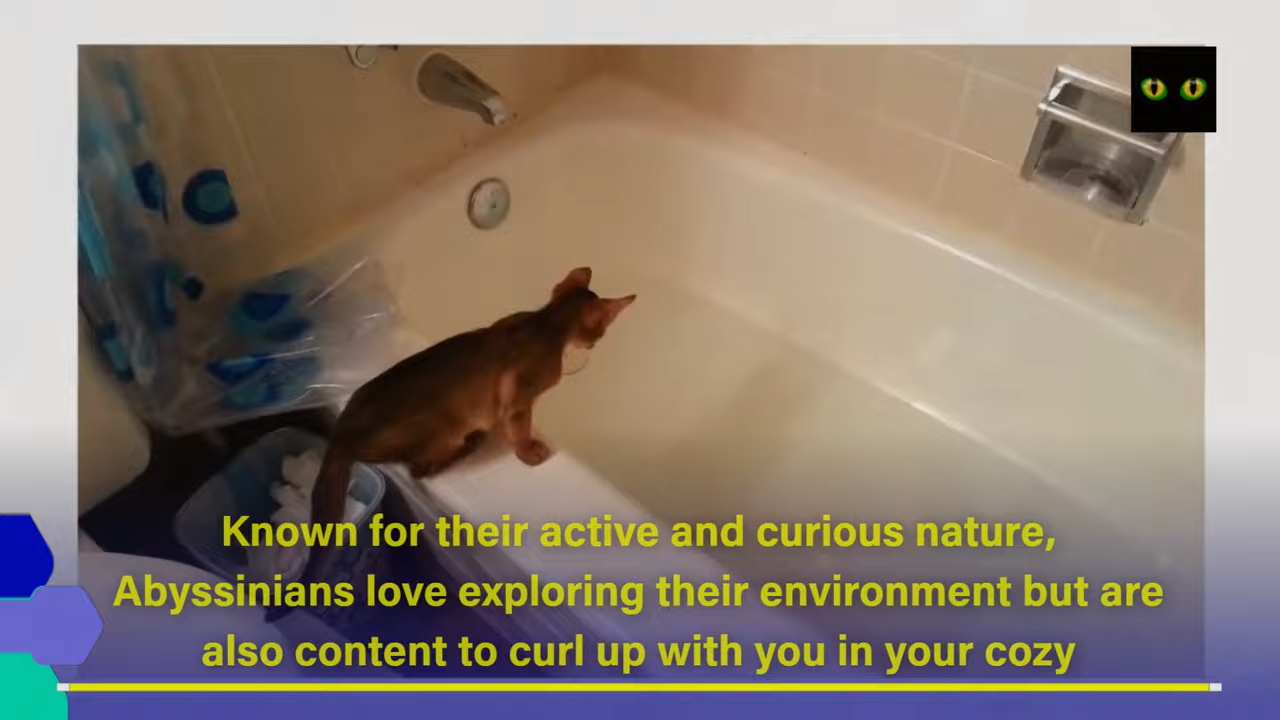 Known for their active and curious nature,
Abyssinians love exploring their environment but are
also content to curl up with you in your cozy